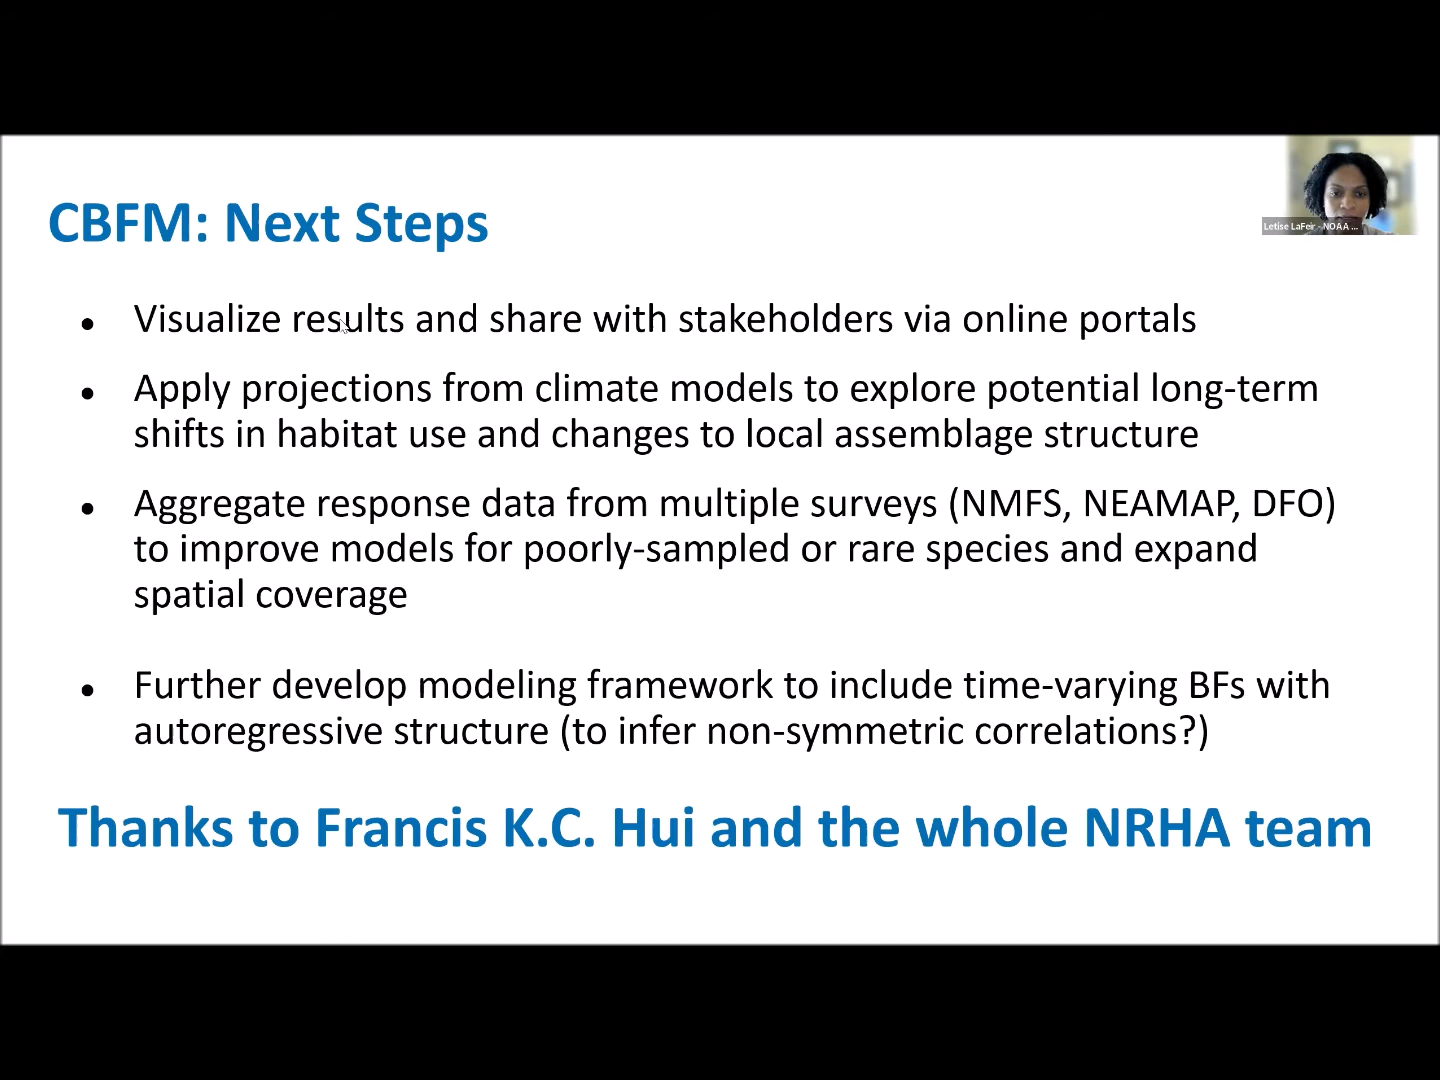 CBFM: Next Steps
Letise LaFeir - NOAA ...
• Visualize results and share with stakeholders via online portals
• Apply projections from climate models to explore potential long-term
shifts in habitat use and changes to local assemblage structure
• Aggregate response data from multiple surveys (NMFS, NEAMAP, DFO)
to improve models for poorly-sampled or rare species and expand
spatial coverage
• Further develop modeling framework to include time-varying BFs with
autoregressive structure (to infer non-symmetric correlations?)
Thanks to Francis K.C. Hui and the whole NRHA team